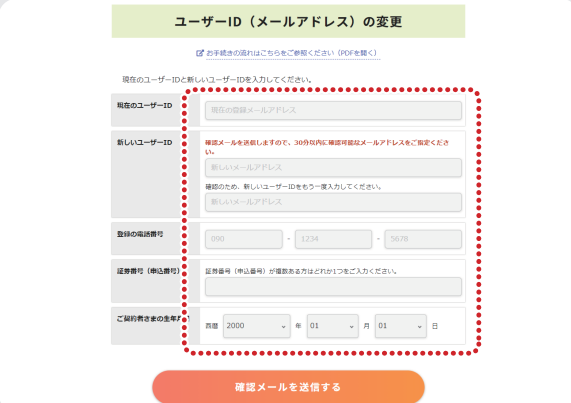 ユーザーID（メールアドレス）の変更
お手続きの流れはこちらをご参照ください（PDFを開く）
現在のユーザーIDと新しいユーザーIDを入力してください。
現在のユーザーID
現在の登録メールアドレス
新しいユーザーID
確認メールを送信しますので、30分以内に確認可能なメールアドレスをご指定くださ
い。
新しいメールアドレス
確認のため、新しいユーザーIDをもう一度入力してください。
新しいメールアドレス
登録の電話番号
090 - 1234 - 5678
証券番号（申込番号）
証券番号（申込番号）が複数ある方はどれか1つをご入力ください。
ご契約者さまの生年月
西暦 2000 年 01 月 01 日
確認メールを送信する